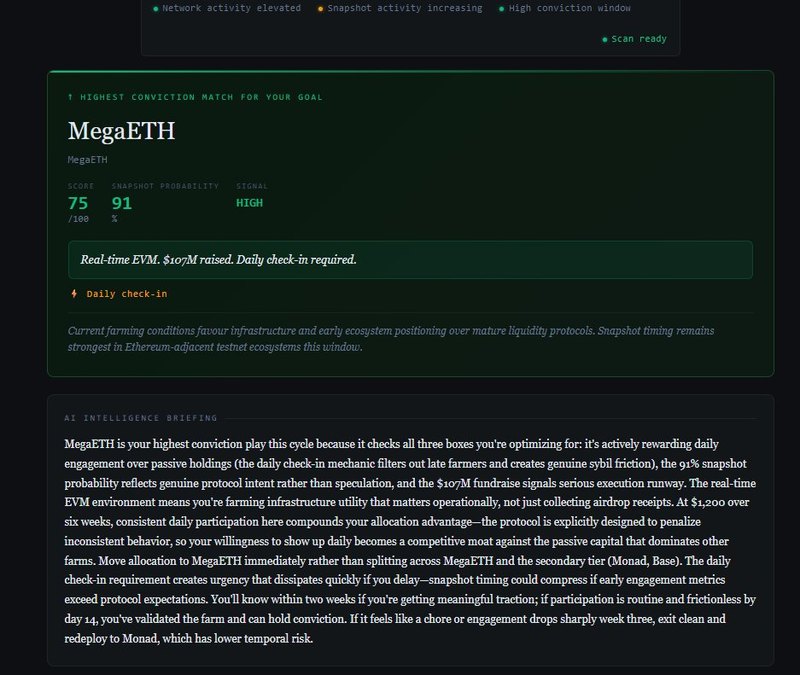 Network activity elevated Snapshot activity increasing High conviction window
Scan ready
↑ HIGHEST CONVICTION MATCH FOR YOUR GOAL
MegaETH
MegaETH
SCORE SNAPSHOT PROBABILITY SIGNAL
75 91 HIGH
/100 %
Real-time EVM. $107M raised. Daily check-in required.
Daily check-in
Current farming conditions favour infrastructure and early ecosystem positioning over mature liquidity protocols. Snapshot timing remains
strongest in Ethereum-adjacent testnet ecosystems this window.
AI INTELLIGENCE BRIEFING
MegaETH is your highest conviction play this cycle because it checks all three boxes you're optimizing for: it's actively rewarding daily
engagement over passive holdings (the daily check-in mechanic filters out late farmers and creates genuine sybil friction), the 91% snapshot
probability reflects genuine protocol intent rather than speculation, and the $107M fundraise signals serious execution runway. The real-time
EVM environment means you're farming infrastructure utility that matters operationally, not just collecting airdrop receipts. At $1,200 over
six weeks, consistent daily participation here compounds your allocation advantage—the protocol is explicitly designed to penalize
inconsistent behavior, so your willingness to show up daily becomes a competitive moat against the passive capital that dominates other
farms. Move allocation to MegaETH immediately rather than splitting across MegaETH and the secondary tier (Monad, Base). The daily
check-in requirement creates urgency that dissipates quickly if you delay—snapshot timing could compress if early engagement metrics
exceed protocol expectations. You'll know within two weeks if you're getting meaningful traction; if participation is routine and frictionless by
day 14, you've validated the farm and can hold conviction. If it feels like a chore or engagement drops sharply week three, exit clean and
redeploy to Monad, which has lower temporal risk.